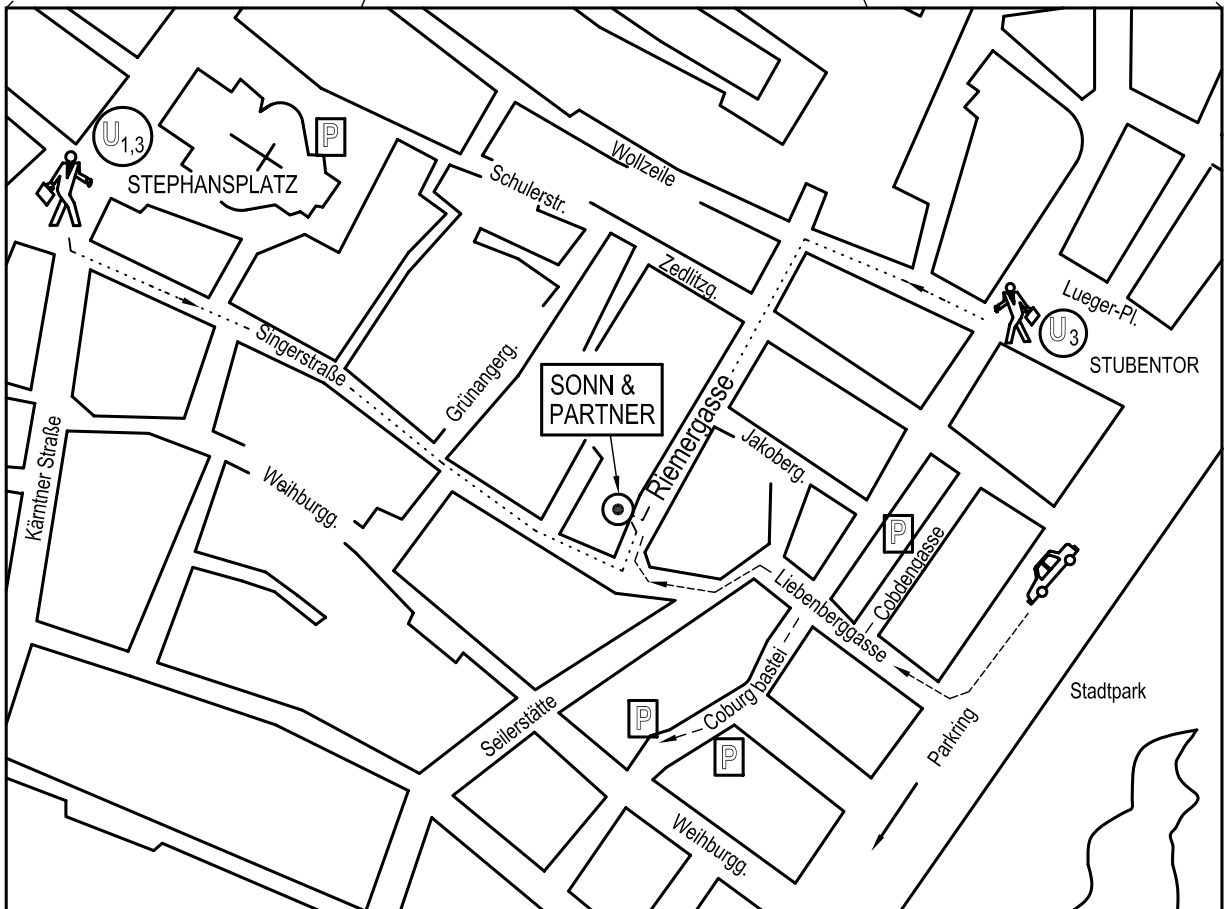 U1,3
P
STEPHANSPLATZ
Wollzeile
Schulerstr.
Zedlitzg.
Lueger-Pl.
U3
STUBENTOR
Singerstraße
Grünangerg.
SONN &
PARTNER
Riemergasse
Jakoberg.
Kärntner Straße
Weihburgg.
P
Cobdengasse
Liebenberggasse
Stadtpark
Coburgbastei
Seilerstätte
P
P
Parkring
Weihburgg.